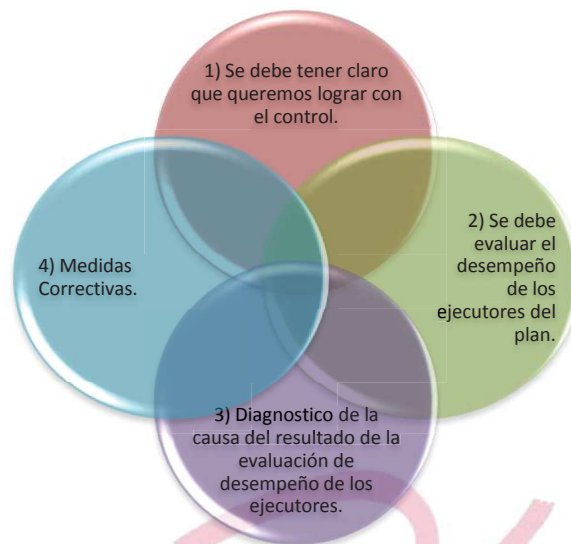 1) Se debe tener claro
que queremos lograr con
el control.
2) Se debe
evaluar el
desempeño
de los
ejecutores del
plan.
3) Diagnostico de la
causa del resultado de la
evaluación de
desempeño de los
ejecutores.
4) Medidas
Correctivas.